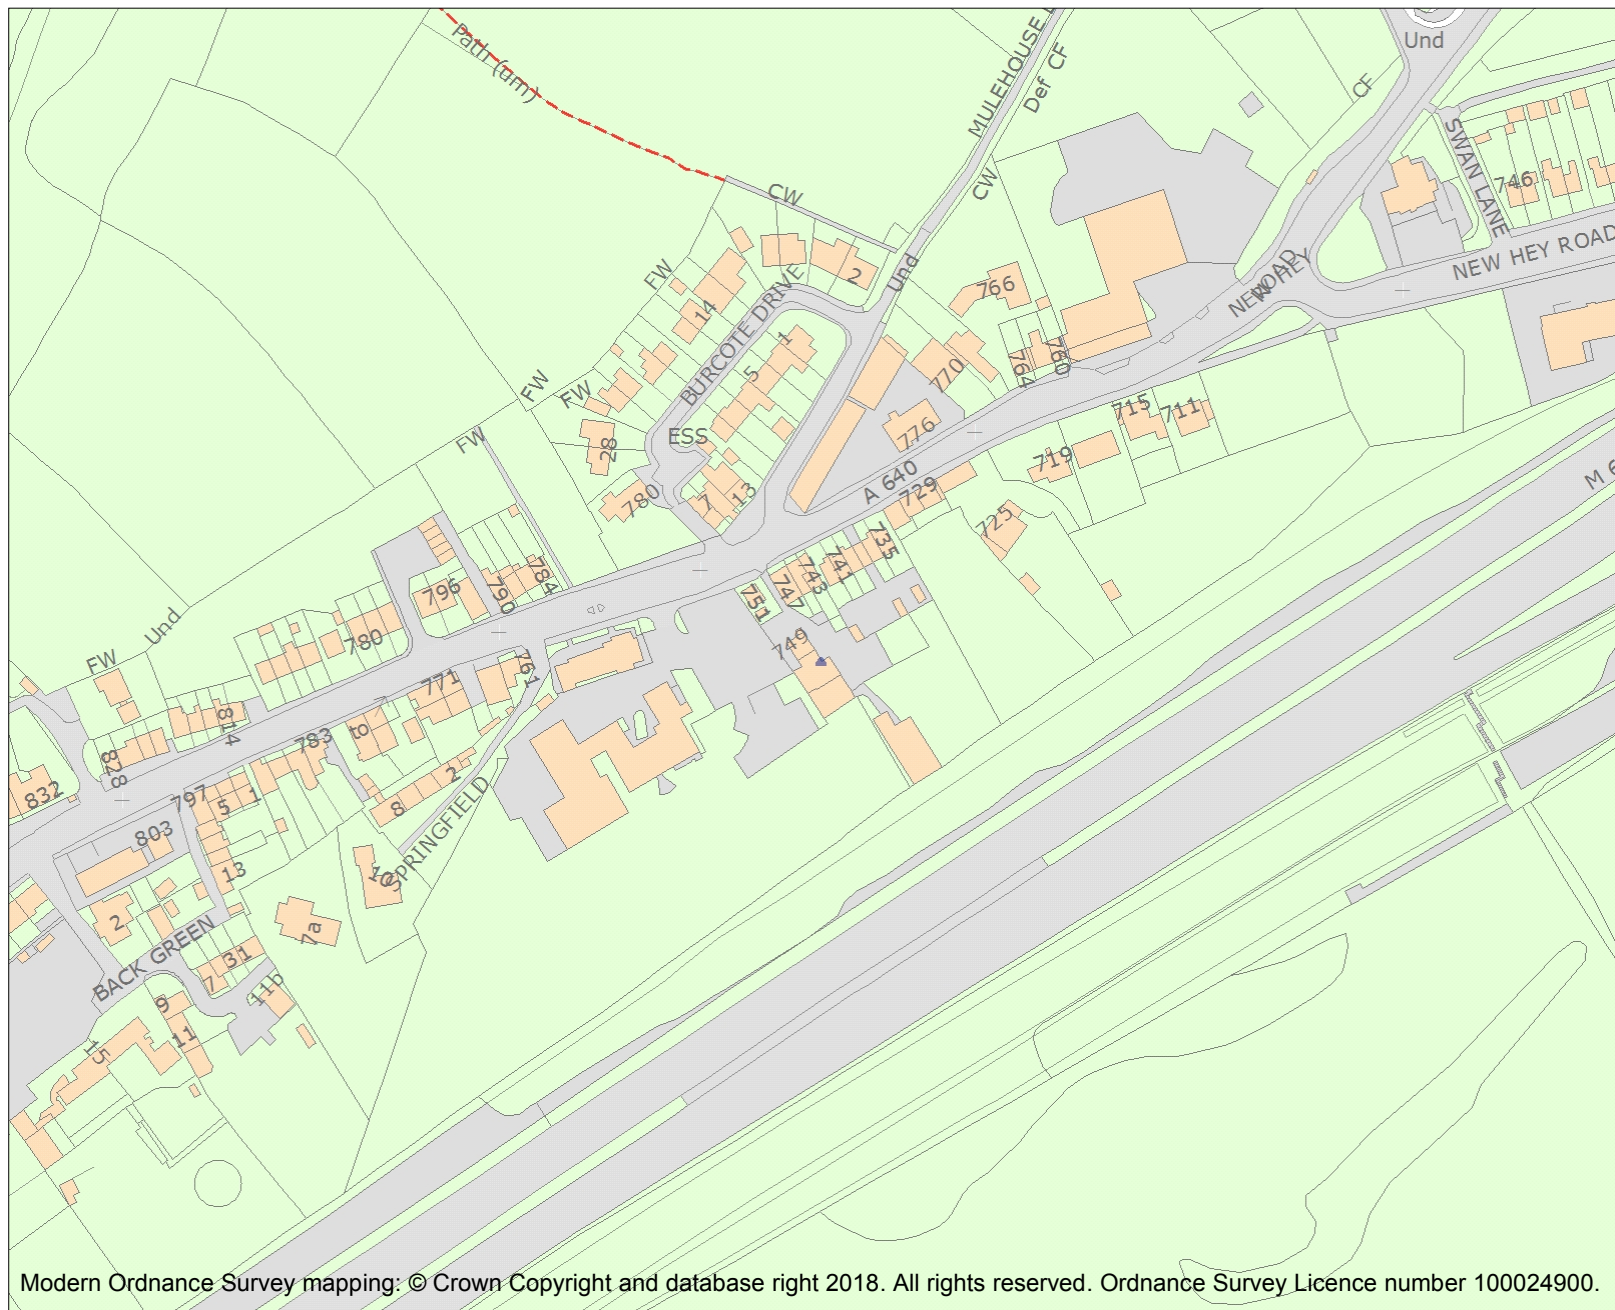 Path (um)
MULEHOUSE
Def CF
CF
Und
SWAN LANE
746
NEW HEY ROAD
CW
CW
Und
FW
2
BURCOTE DRIVE
14
766
NEW HEY
ROAD
1
5
764
760
770
FW
FW
FW
ESS
28
776
715
711
719
A 640
729
725
M 6
780
7
13
735
741
743
747
751
749
784
790
796
780
Und
FW
761
771
814
to
783
828
832
797
5
1
2
8
SPRINGFIELD
803
13
10
2
7a
BACK GREEN
31
7
11b
9
11
15
Modern Ordnance Survey mapping: © Crown Copyright and database right 2018. All rights reserved. Ordnance Survey Licence number 100024900.